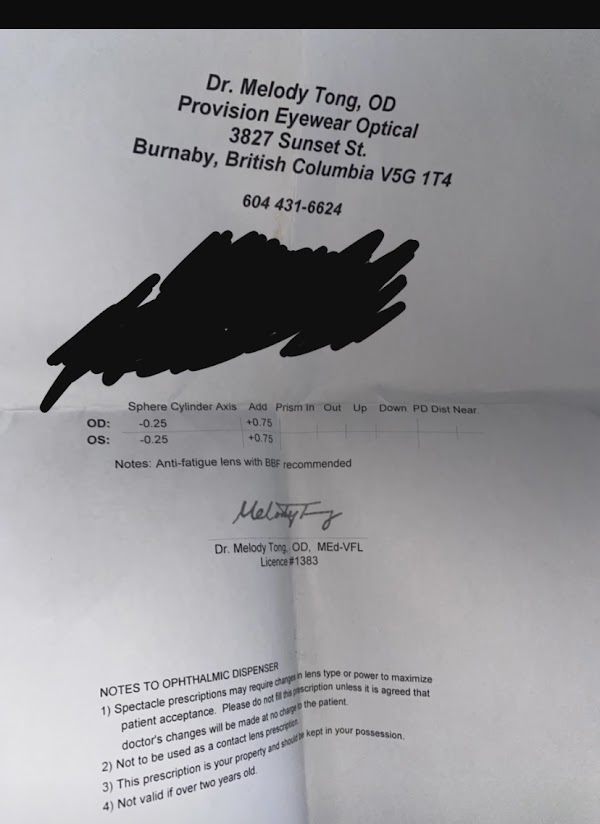 Dr. Melody Tong, OD
Provision Eyewear Optical
3827 Sunset St.
Burnaby, British Columbia V5G 1T4
604 431-6624
Sphere Cylinder Axis Add Prism In Out Up Down PD Dist Near
OD: -0.25 +0.75
OS: -0.25 +0.75
Notes: Anti-fatigue lens with BBF recommended
Melody Tong
Dr. Melody Tong, OD, MEd-VFL
Licence #1383
NOTES TO OPHTHALMIC DISPENSER
1) Spectacle prescriptions may require changes in lens type or power to maximize
patient acceptance. Please do not fill this prescription unless it is agreed that
doctor's changes will be made at no charge to the patient.
2) Not to be used as a contact lens prescription.
3) This prescription is your property and should be kept in your possession.
4) Not valid if over two years old.